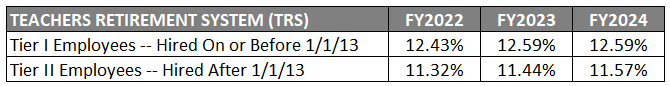 TEACHERS RETIREMENT SYSTEM (TRS) FY2022 FY2023 FY2024
Tier I Employees -- Hired On or Before 1/1/13 12.43% 12.59% 12.59%
Tier II Employees -- Hired After 1/1/13 11.32% 11.44% 11.57%